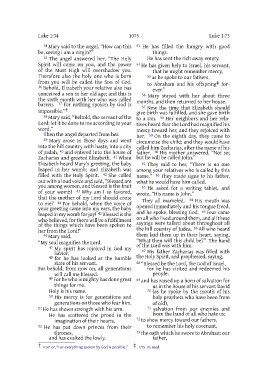 Luke 1:34
1075
Luke 1:73
34 Mary said to the angel, “How can this
be, seeing I am a virgin?”
35 The angel answered her, “The Holy
Spirit will come on you, and the power
of the Most High will overshadow you.
Therefore also the holy one who is born
from you will be called the Son of God.
36 Behold, Elizabeth your relative also has
conceived a son in her old age; and this is
the sixth month with her who was called
barren. 37 For nothing spoken by God is
impossible.”†
38 Mary said, “Behold, the servant of the
Lord; let it be done to me according to your
word.”
Then the angel departed from her.
39 Mary arose in those days and went
into the hill country with haste, into a city
of Judah, 40 and entered into the house of
Zacharias and greeted Elizabeth. 41 When
Elizabeth heard Mary’s greeting, the baby
leaped in her womb; and Elizabeth was
filled with the Holy Spirit. 42 She called
out with a loud voice and said, “Blessed are
you among women, and blessed is the fruit
of your womb! 43 Why am I so favored,
that the mother of my Lord should come
to me? 44 For behold, when the voice of
your greeting came into my ears, the baby
leaped in my womb for joy! 45 Blessed is she
who believed, for there will be a fulfillment
of the things which have been spoken to
her from the Lord!”
46 Mary said,
“My soul magnifies the Lord.
47 My spirit has rejoiced in God my
Savior,
48 for he has looked at the humble
state of his servant.
For behold, from now on, all generations
will call me blessed.
49 For he who is mighty has done great
things for me.
Holy is his name.
50 His mercy is for generations and
generations on those who fear him.
51 He has shown strength with his arm.
He has scattered the proud in the
imagination of their hearts.
52 He has put down princes from their
thrones,
and has exalted the lowly.
53 He has filled the hungry with good
things.
He has sent the rich away empty.
54 He has given help to Israel, his servant,
that he might remember mercy,
55 as he spoke to our fathers,
to Abraham and his offspring† for-
ever.”
56 Mary stayed with her about three
months, and then returned to her house.
57 Now the time that Elizabeth should
give birth was fulfilled, and she gave birth
to a son. 58 Her neighbors and her rela-
tives heard that the Lord had magnified his
mercy toward her, and they rejoiced with
her. 59 On the eighth day, they came to
circumcise the child; and they would have
called him Zacharias, after the name of his
father. 60 His mother answered, “Not so;
but he will be called John.”
61 They said to her, “There is no one
among your relatives who is called by this
name.” 62 They made signs to his father,
what he would have him called.
63 He asked for a writing tablet, and
wrote, “His name is John.”
They all marveled. 64 His mouth was
opened immediately and his tongue freed,
and he spoke, blessing God. 65 Fear came
on all who lived around them, and all these
sayings were talked about throughout all
the hill country of Judea. 66 All who heard
them laid them up in their heart, saying,
“What then will this child be?” The hand
of the Lord was with him.
67 His father Zacharias was filled with
the Holy Spirit, and prophesied, saying,
68 “Blessed be the Lord, the God of Israel,
for he has visited and redeemed his
people;
69 and has raised up a horn of salvation for
us in the house of his servant David
70 (as he spoke by the mouth of his
holy prophets who have been from
of old),
71 salvation from our enemies and
from the hand of all who hate us;
72 to show mercy toward our fathers,
to remember his holy covenant,
73 the oath which he swore to Abraham our
father,